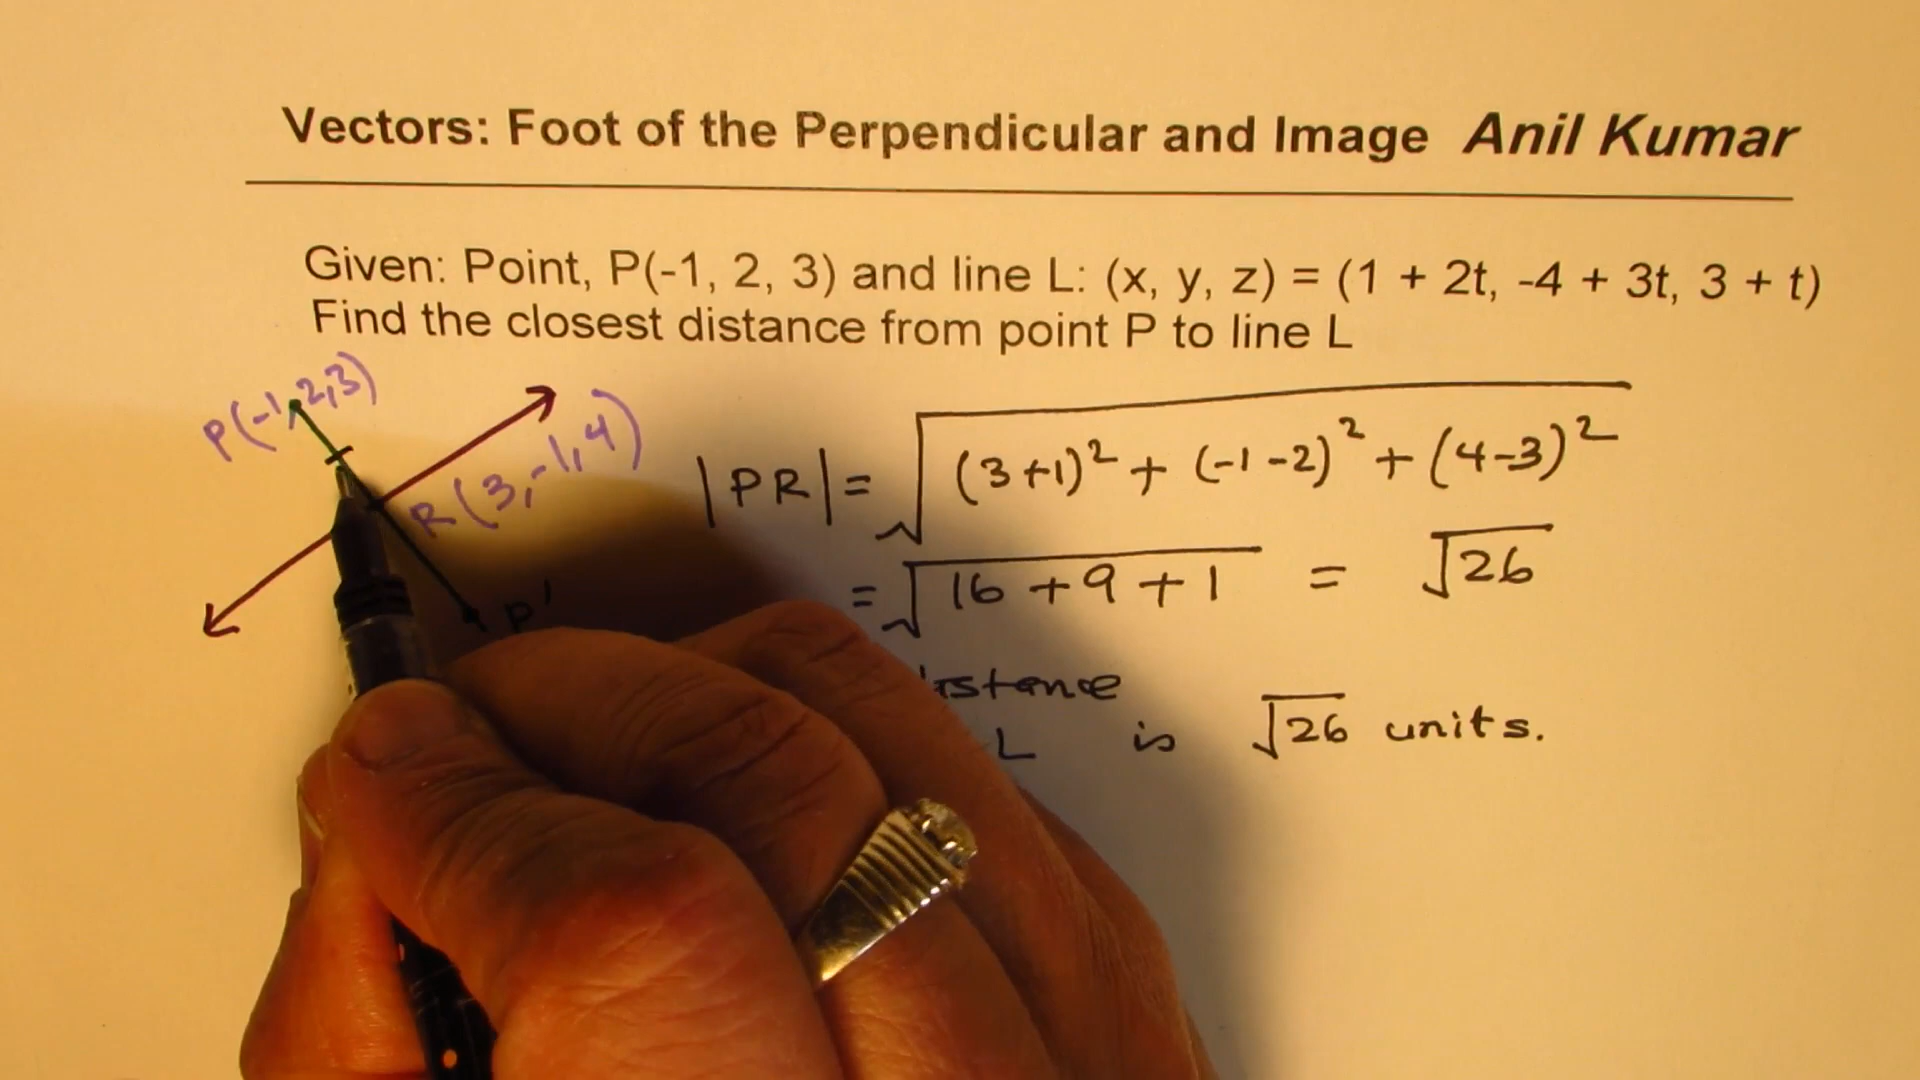 Vectors: Foot of the Perpendicular and Image Anil Kumar
Given: Point, P(-1, 2, 3) and line L: (x, y, z) = (1 + 2t, -4 + 3t, 3 + t)
Find the closest distance from point P to line L
P(-1,2,3)
R(3,-1,4)
P'
|PR| = √((3+1)² + (-1-2)² + (4-3)²)
= √(16+9+1) = √26
L is √26 units.